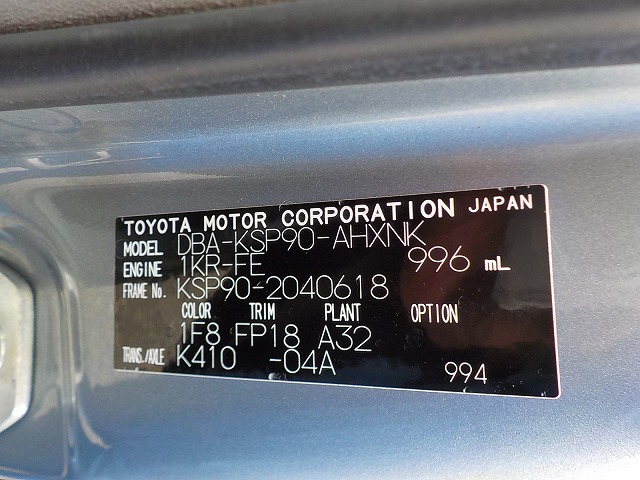 TOYOTA MOTOR CORPORATION JAPAN
MODEL DBA-KSP90-AHXNK
ENGINE 1KR-FE 996 mL
FRAME No. KSP90-2040618
COLOR TRIM PLANT OPTION
1F8 FP18 A32
TRANS./AXLE K410 -04A 994